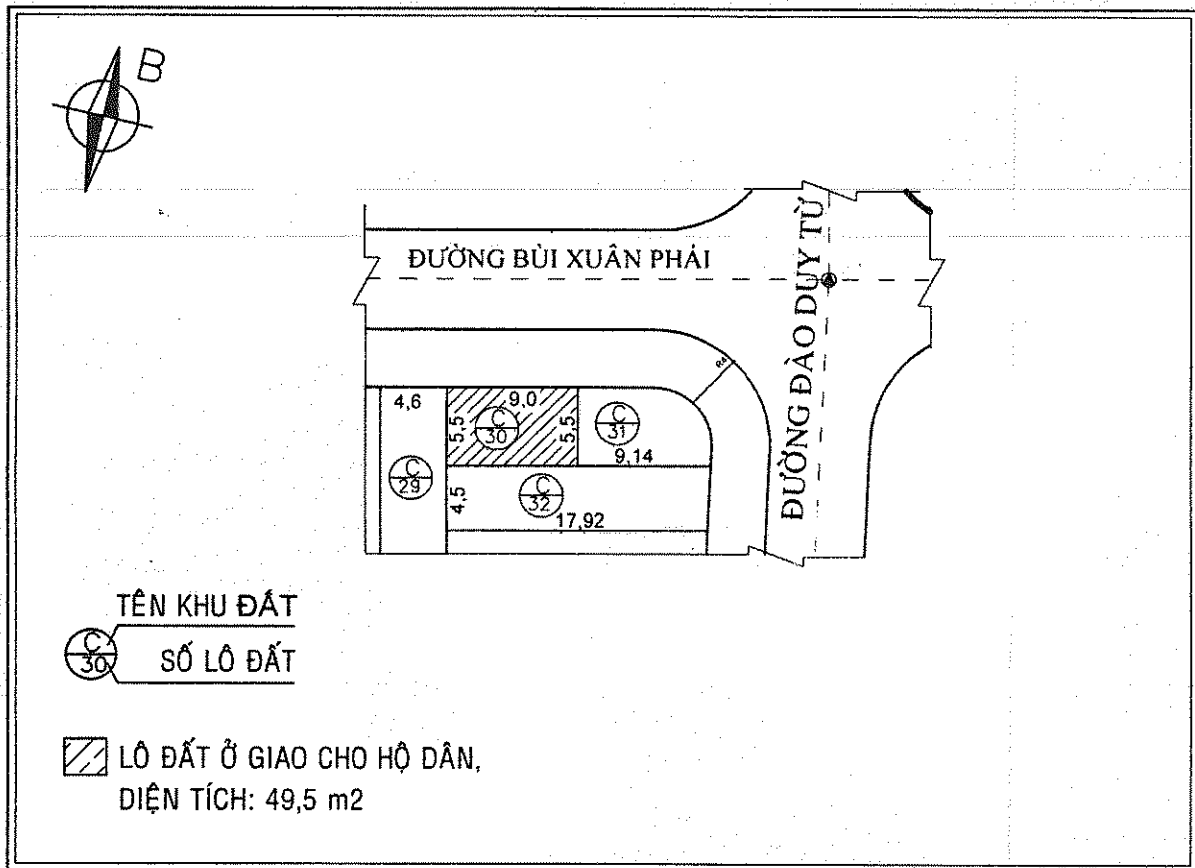 B
ĐƯỜNG BÙI XUÂN PHÁI
ĐƯỜNG ĐÀO DUY TỪ
R4
4,6
9,0
5,5
C
30
5,5
C
31
9,14
C
29
4,5
C
32
17,92
TÊN KHU ĐẤT
C
30
SỐ LÔ ĐẤT
LÔ ĐẤT Ở GIAO CHO HỘ DÂN,
DIỆN TÍCH: 49,5 m2